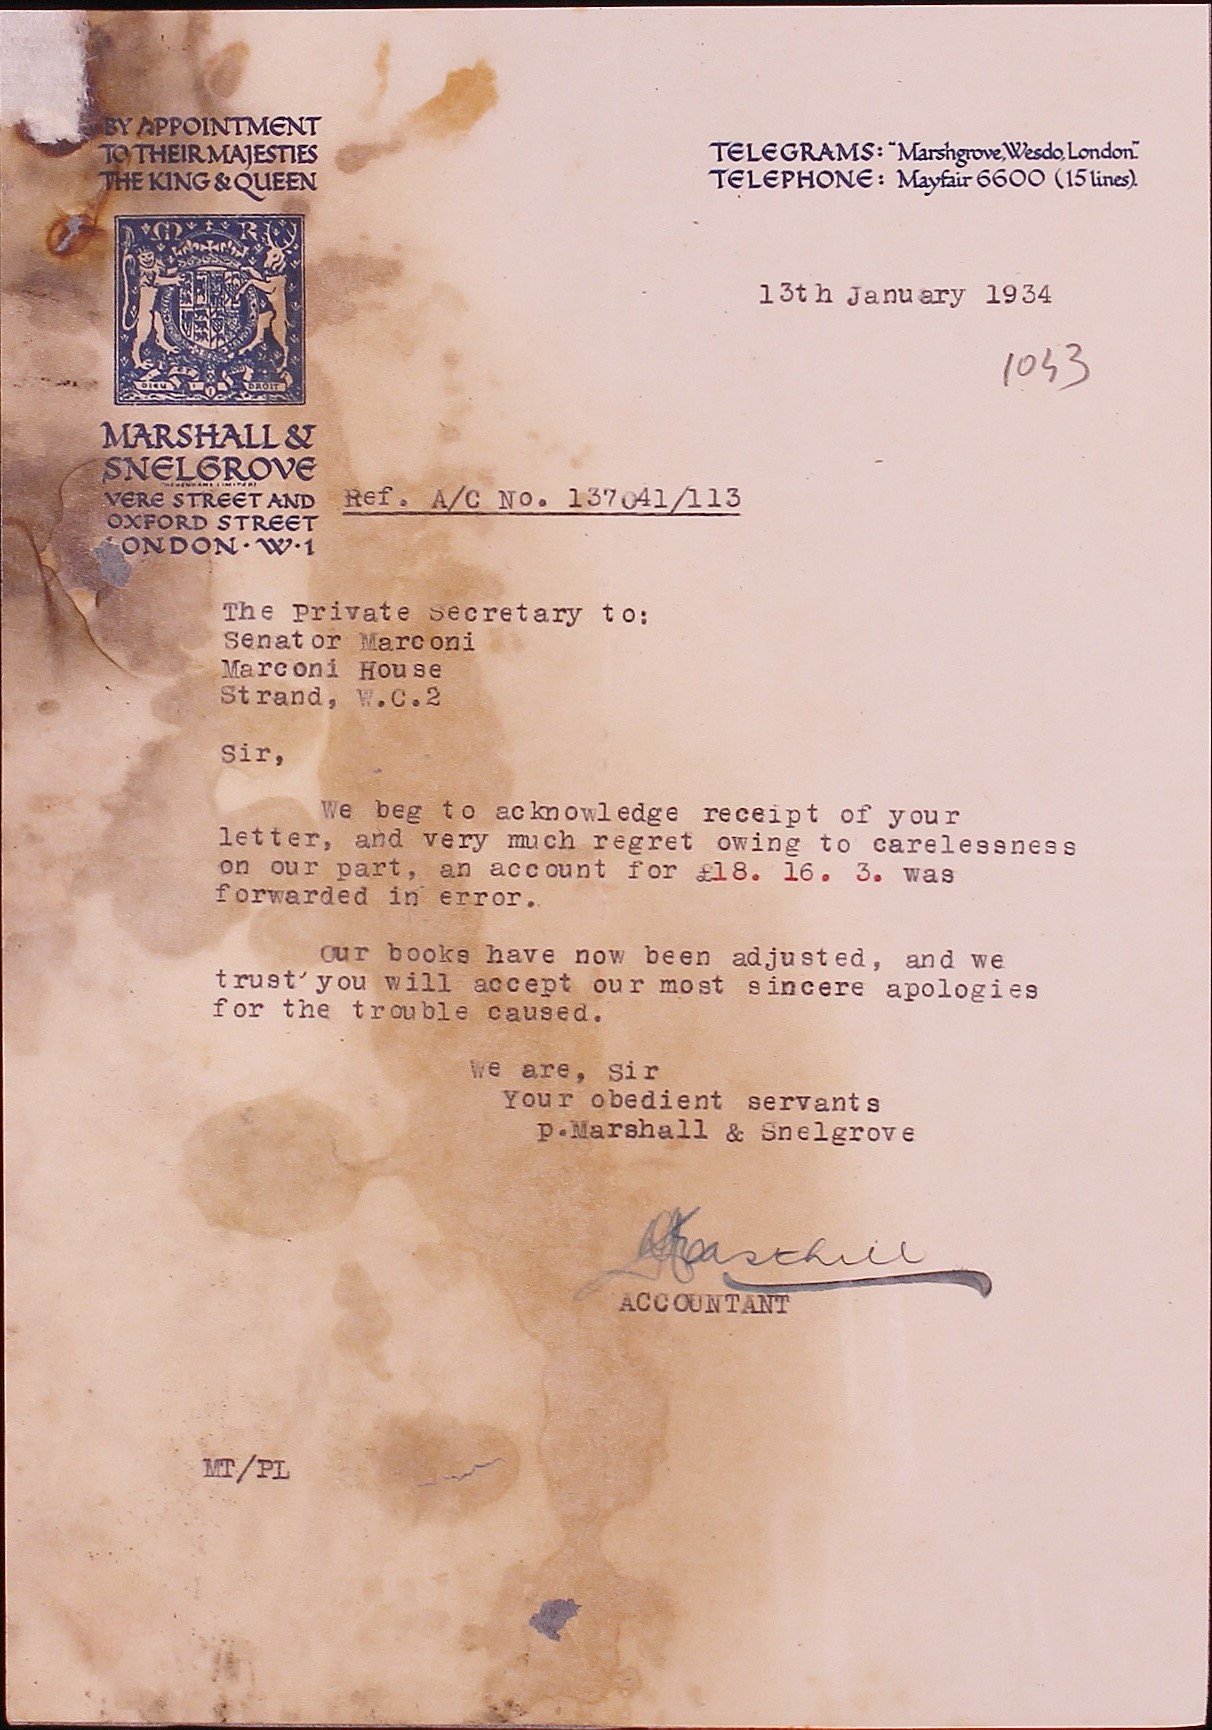 BY APPOINTMENT
TO THEIR MAJESTIES
THE KING & QUEEN
TELEGRAMS: "Marshgrove, Wesdo, London."
TELEPHONE: Mayfair 6600 (15 lines).
M R
DIEU DROIT
13th January 1934
1043
MARSHALL &
SNELGROVE
(DEBENHAMS LIMITED)
VERE STREET AND
OXFORD STREET
LONDON · W · 1
Ref. A/C No. 137041/113
The Private Secretary to:
Senator Marconi
Marconi House
Strand, W.C.2
Sir,
We beg to acknowledge receipt of your
letter, and very much regret owing to carelessness
on our part, an account for £18. 16. 3. was
forwarded in error.
Our books have now been adjusted, and we
trust you will accept our most sincere apologies
for the trouble caused.
We are, Sir
Your obedient servants
p.Marshall & Snelgrove
ACCOUNTANT
MT/PL